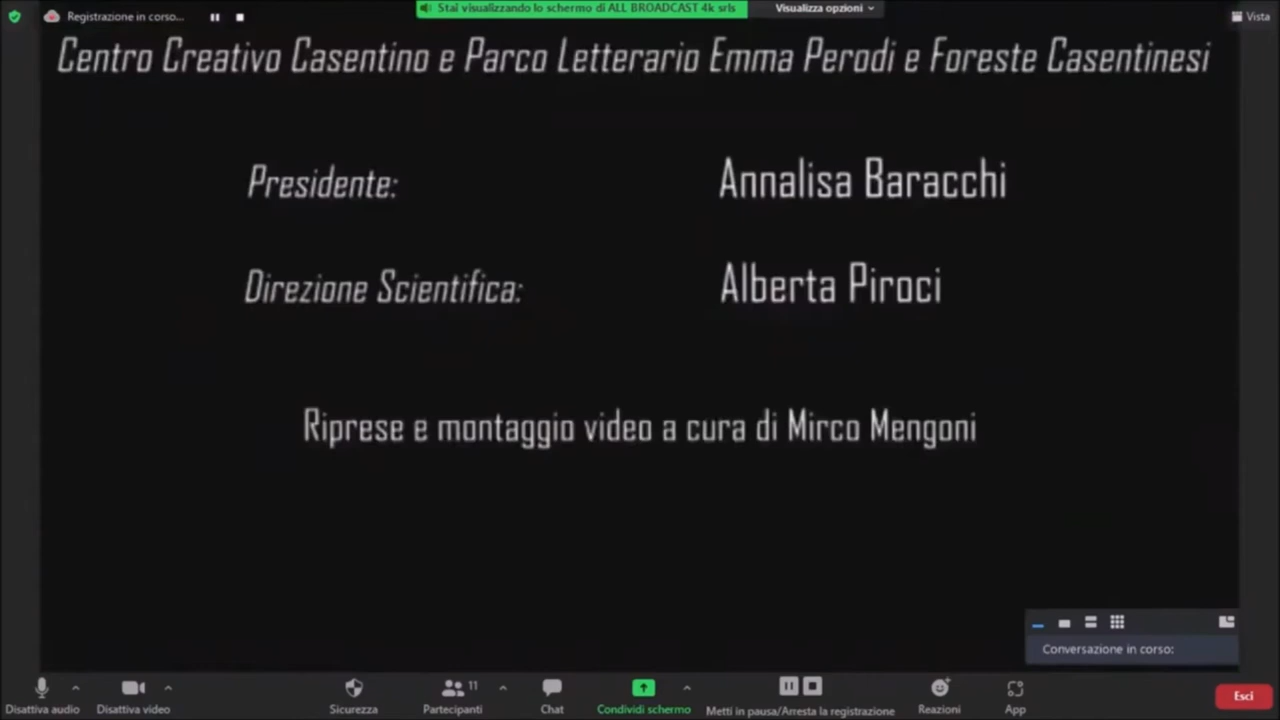 Registrazione in corso...
Stai visualizzando lo schermo di ALL BROADCAST 4k srls
Visualizza opzioni
Vista
Centro Creativo Casentino e Parco Letterario Emma Perodi e Foreste Casentinesi
Presidente: Annalisa Baracchi
Direzione Scientifica: Alberta Piroci
Riprese e montaggio video a cura di Mirco Mengoni
Conversazione in corso:
Disattiva audio
Disattiva video
Sicurezza
Partecipanti 11
Chat
Condividi schermo
Metti in pausa/Arresta la registrazione
Reazioni
App
Esci